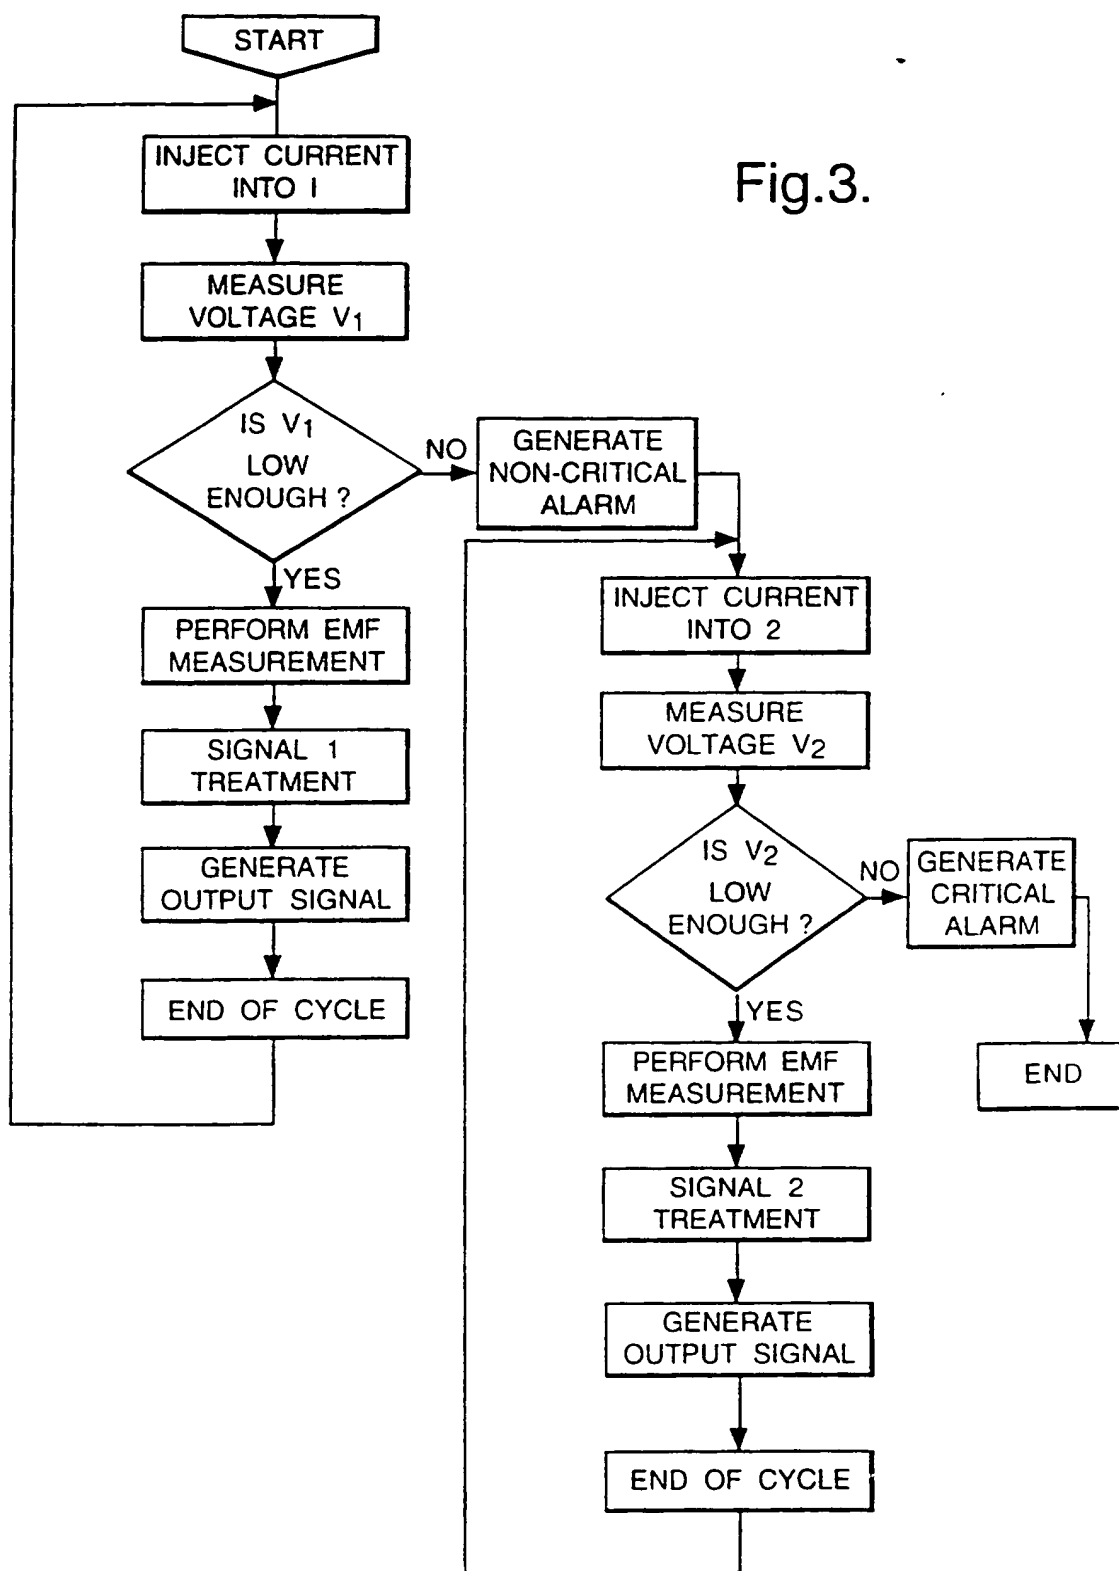 START
INJECT CURRENT
INTO I
Fig.3.
MEASURE
VOLTAGE V1
IS V1
LOW
ENOUGH ?
NO
GENERATE
NON-CRITICAL
ALARM
YES
PERFORM EMF
MEASUREMENT
SIGNAL 1
TREATMENT
GENERATE
OUTPUT SIGNAL
END OF CYCLE
INJECT CURRENT
INTO 2
MEASURE
VOLTAGE V2
IS V2
LOW
ENOUGH ?
NO
GENERATE
CRITICAL
ALARM
END
YES
PERFORM EMF
MEASUREMENT
SIGNAL 2
TREATMENT
GENERATE
OUTPUT SIGNAL
END OF CYCLE